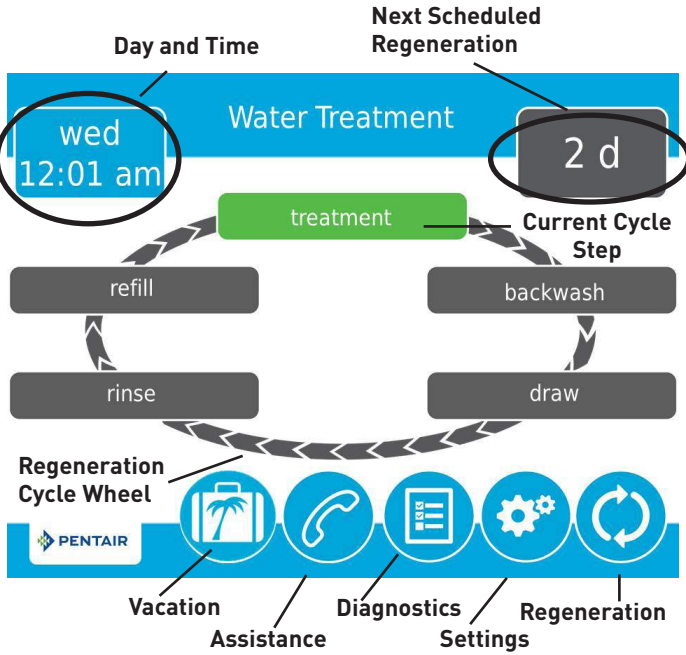 Day and Time
Next Scheduled
Regeneration
wed
12:01 am
Water Treatment
2 d
treatment
Current Cycle
Step
refill
backwash
rinse
draw
Regeneration
Cycle Wheel
PENTAIR
Vacation
Assistance
Diagnostics
Settings
Regeneration